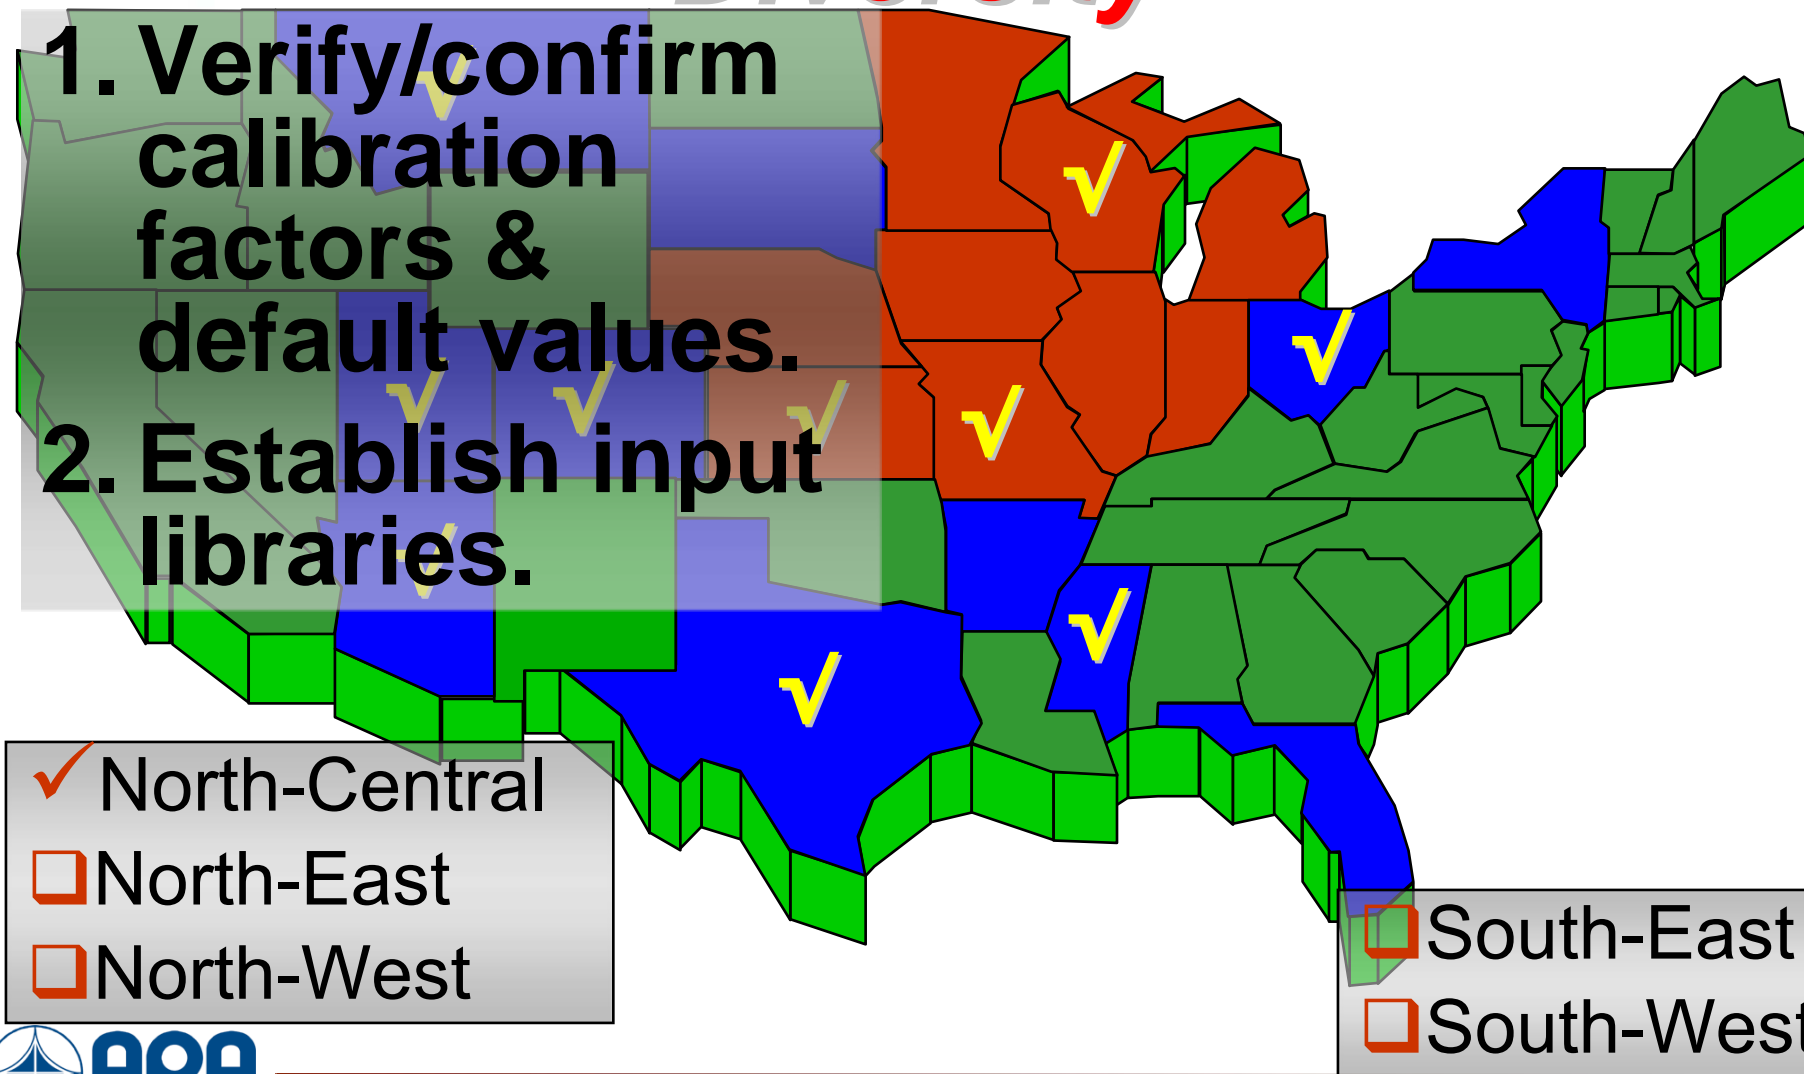 Diversity
1. Verify/confirm
calibration
factors &
default values.
2. Establish input
libraries.
√
√
√
√
√
√
√
√
√
√
✓North-Central
❑North-East
❑North-West
❑South-East
❑South-West